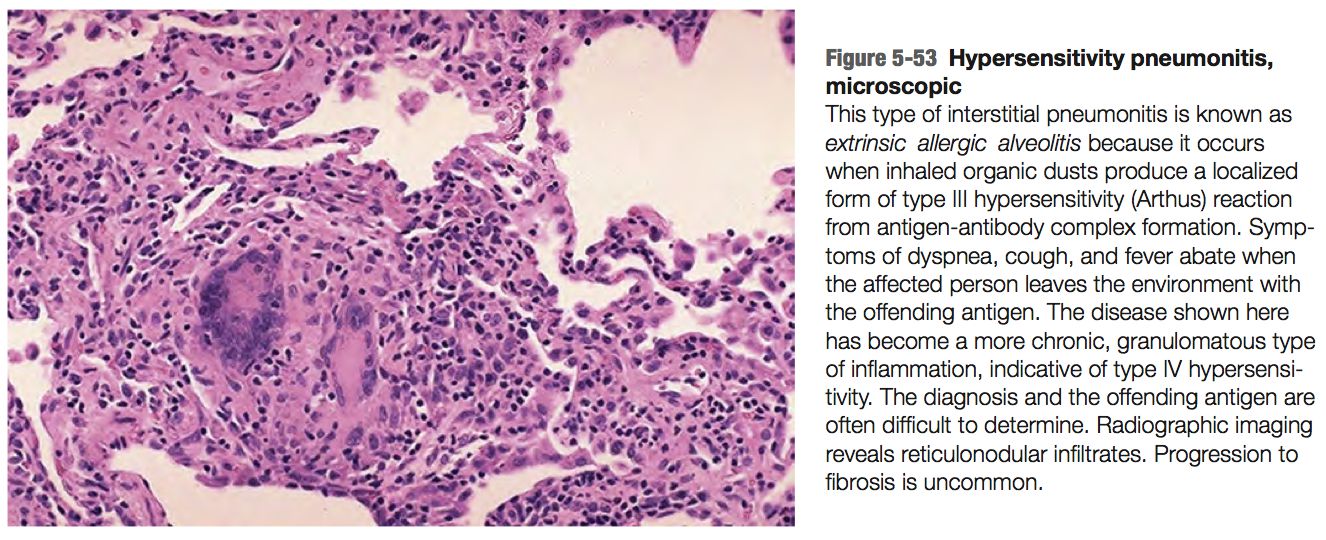 Figure 5-53 Hypersensitivity pneumonitis,
microscopic
This type of interstitial pneumonitis is known as
extrinsic allergic alveolitis because it occurs
when inhaled organic dusts produce a localized
form of type III hypersensitivity (Arthus) reaction
from antigen-antibody complex formation. Symp-
toms of dyspnea, cough, and fever abate when
the affected person leaves the environment with
the offending antigen. The disease shown here
has become a more chronic, granulomatous type
of inflammation, indicative of type IV hypersensi-
tivity. The diagnosis and the offending antigen are
often difficult to determine. Radiographic imaging
reveals reticulonodular infiltrates. Progression to
fibrosis is uncommon.